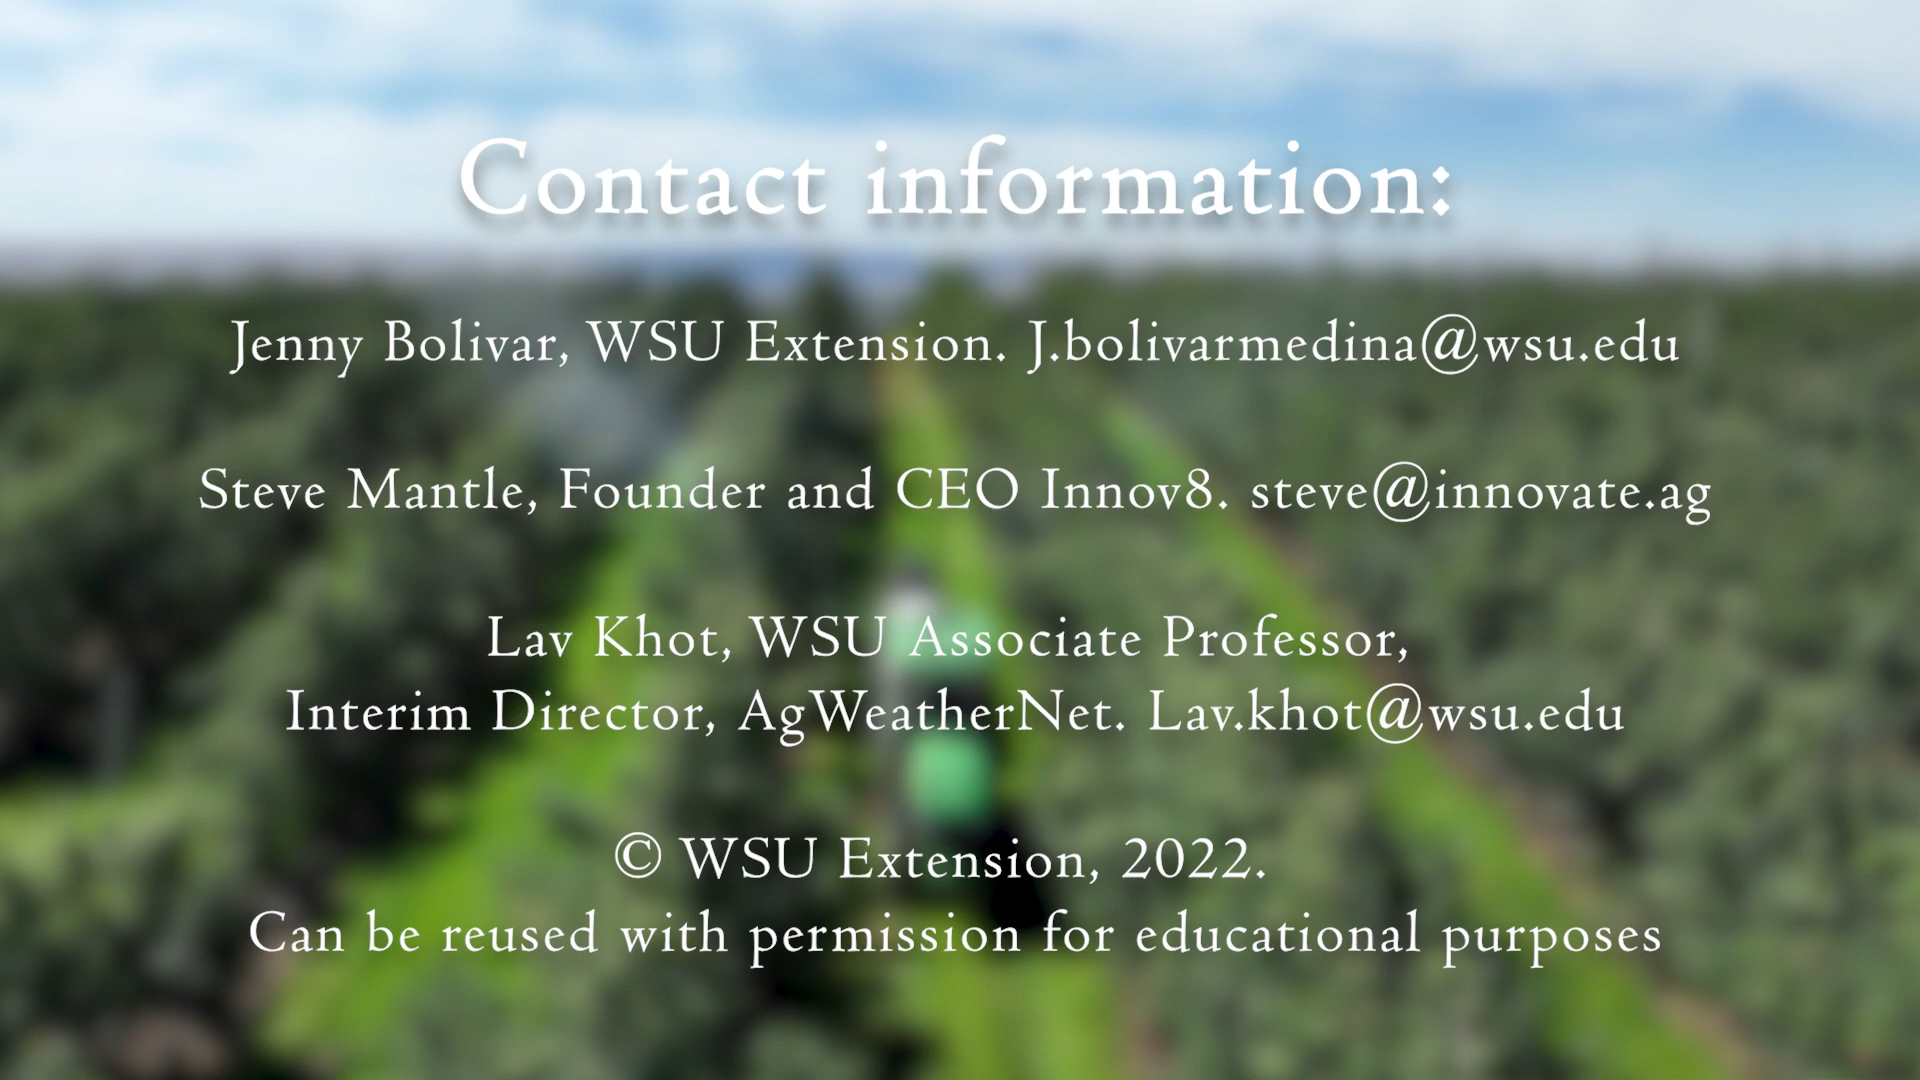 Contact information:
Jenny Bolivar, WSU Extension. J.bolivarmedina@wsu.edu
Steve Mantle, Founder and CEO Innov8. steve@innovate.ag
Lav Khot, WSU Associate Professor,
Interim Director, AgWeatherNet. Lav.khot@wsu.edu
© WSU Extension, 2022.
Can be reused with permission for educational purposes